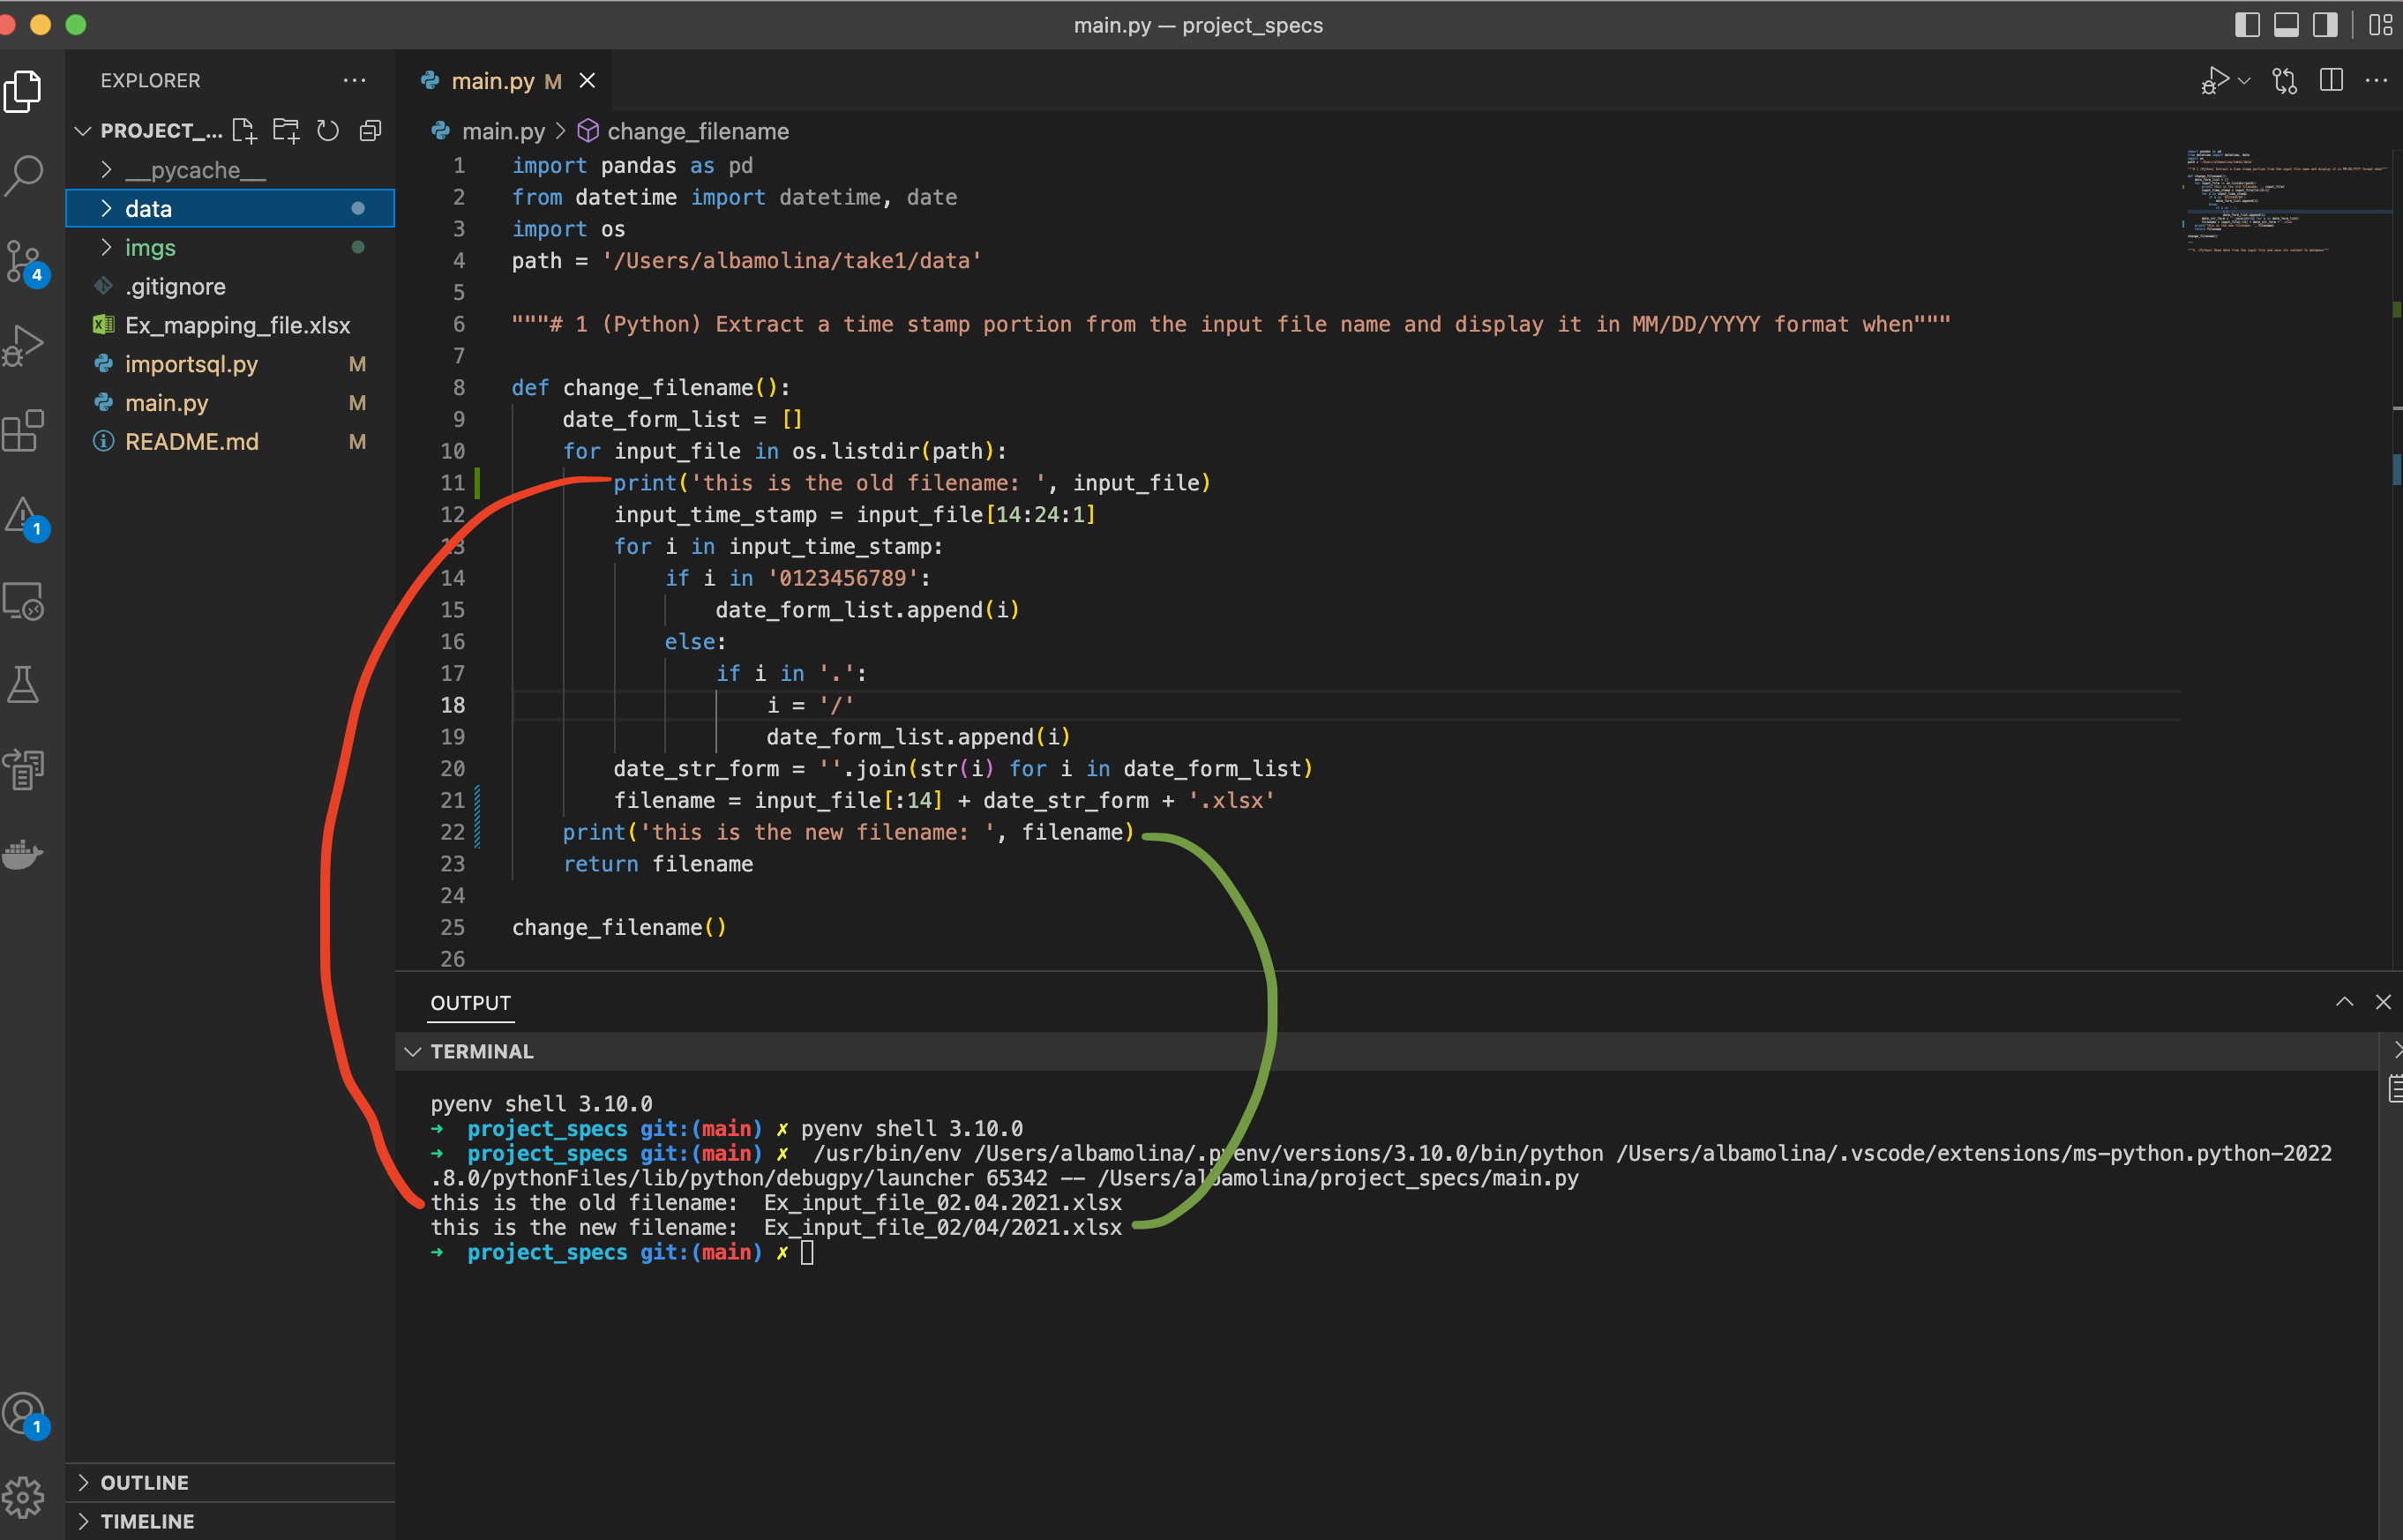 main.py — project_specs
EXPLORER
main.py M
PROJECT_...
main.py > change_filename
__pycache__
data
imgs
.gitignore
Ex_mapping_file.xlsx
importsql.py M
main.py M
README.md M
4
1
1 import pandas as pd
2 from datetime import datetime, date
3 import os
4 path = '/Users/albamolina/take1/data'
5
6 """# 1 (Python) Extract a time stamp portion from the input file name and display it in MM/DD/YYYY format when"""
7
8 def change_filename():
9 date_form_list = []
10 for input_file in os.listdir(path):
11 print('this is the old filename: ', input_file)
12 input_time_stamp = input_file[14:24:1]
13 for i in input_time_stamp:
14 if i in '0123456789':
15 date_form_list.append(i)
16 else:
17 if i in '.':
18 i = '/'
19 date_form_list.append(i)
20 date_str_form = ''.join(str(i) for i in date_form_list)
21 filename = input_file[:14] + date_str_form + '.xlsx'
22 print('this is the new filename: ', filename)
23 return filename
24
25 change_filename()
26
OUTPUT
TERMINAL
pyenv shell 3.10.0
➜ project_specs git:(main) ✗ pyenv shell 3.10.0
➜ project_specs git:(main) ✗ /usr/bin/env /Users/albamolina/.pyenv/versions/3.10.0/bin/python /Users/albamolina/.vscode/extensions/ms-python.python-2022
.8.0/pythonFiles/lib/python/debugpy/launcher 65342 -- /Users/albamolina/project_specs/main.py
this is the old filename: Ex_input_file_02.04.2021.xlsx
this is the new filename: Ex_input_file_02/04/2021.xlsx
➜ project_specs git:(main) ✗
1
OUTLINE
TIMELINE